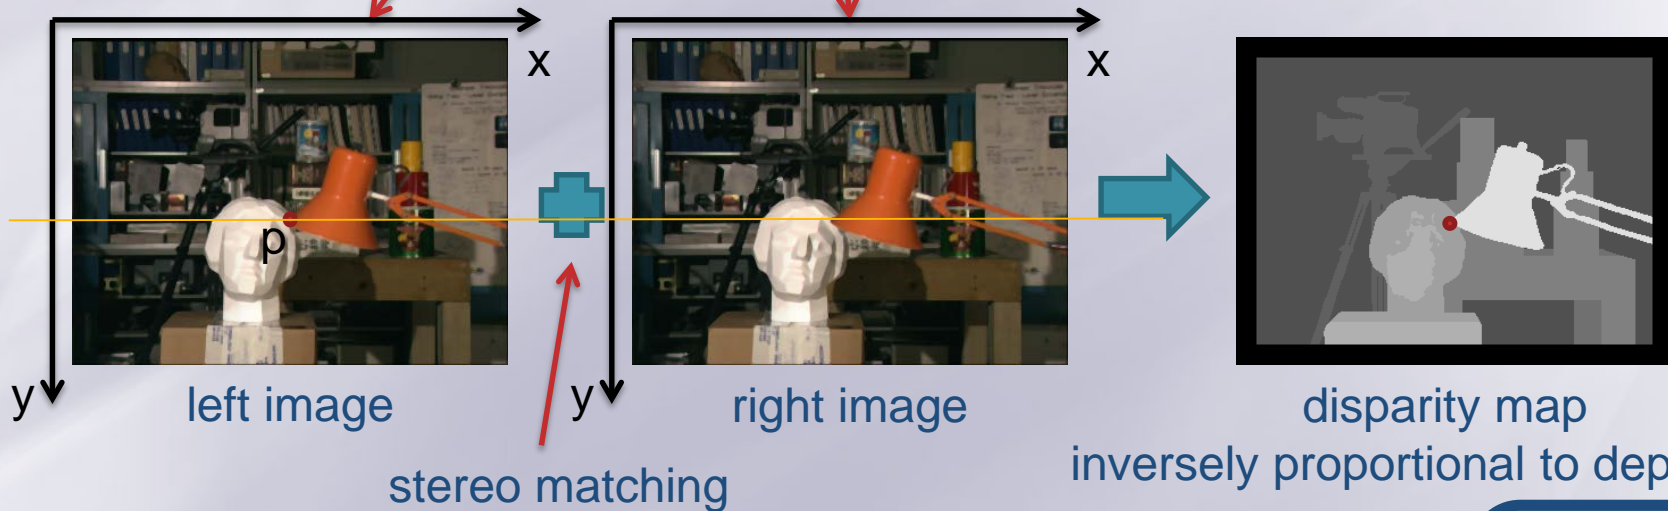 x
x
p
y
left image
y
right image
disparity map
inversely proportional to dep
stereo matching